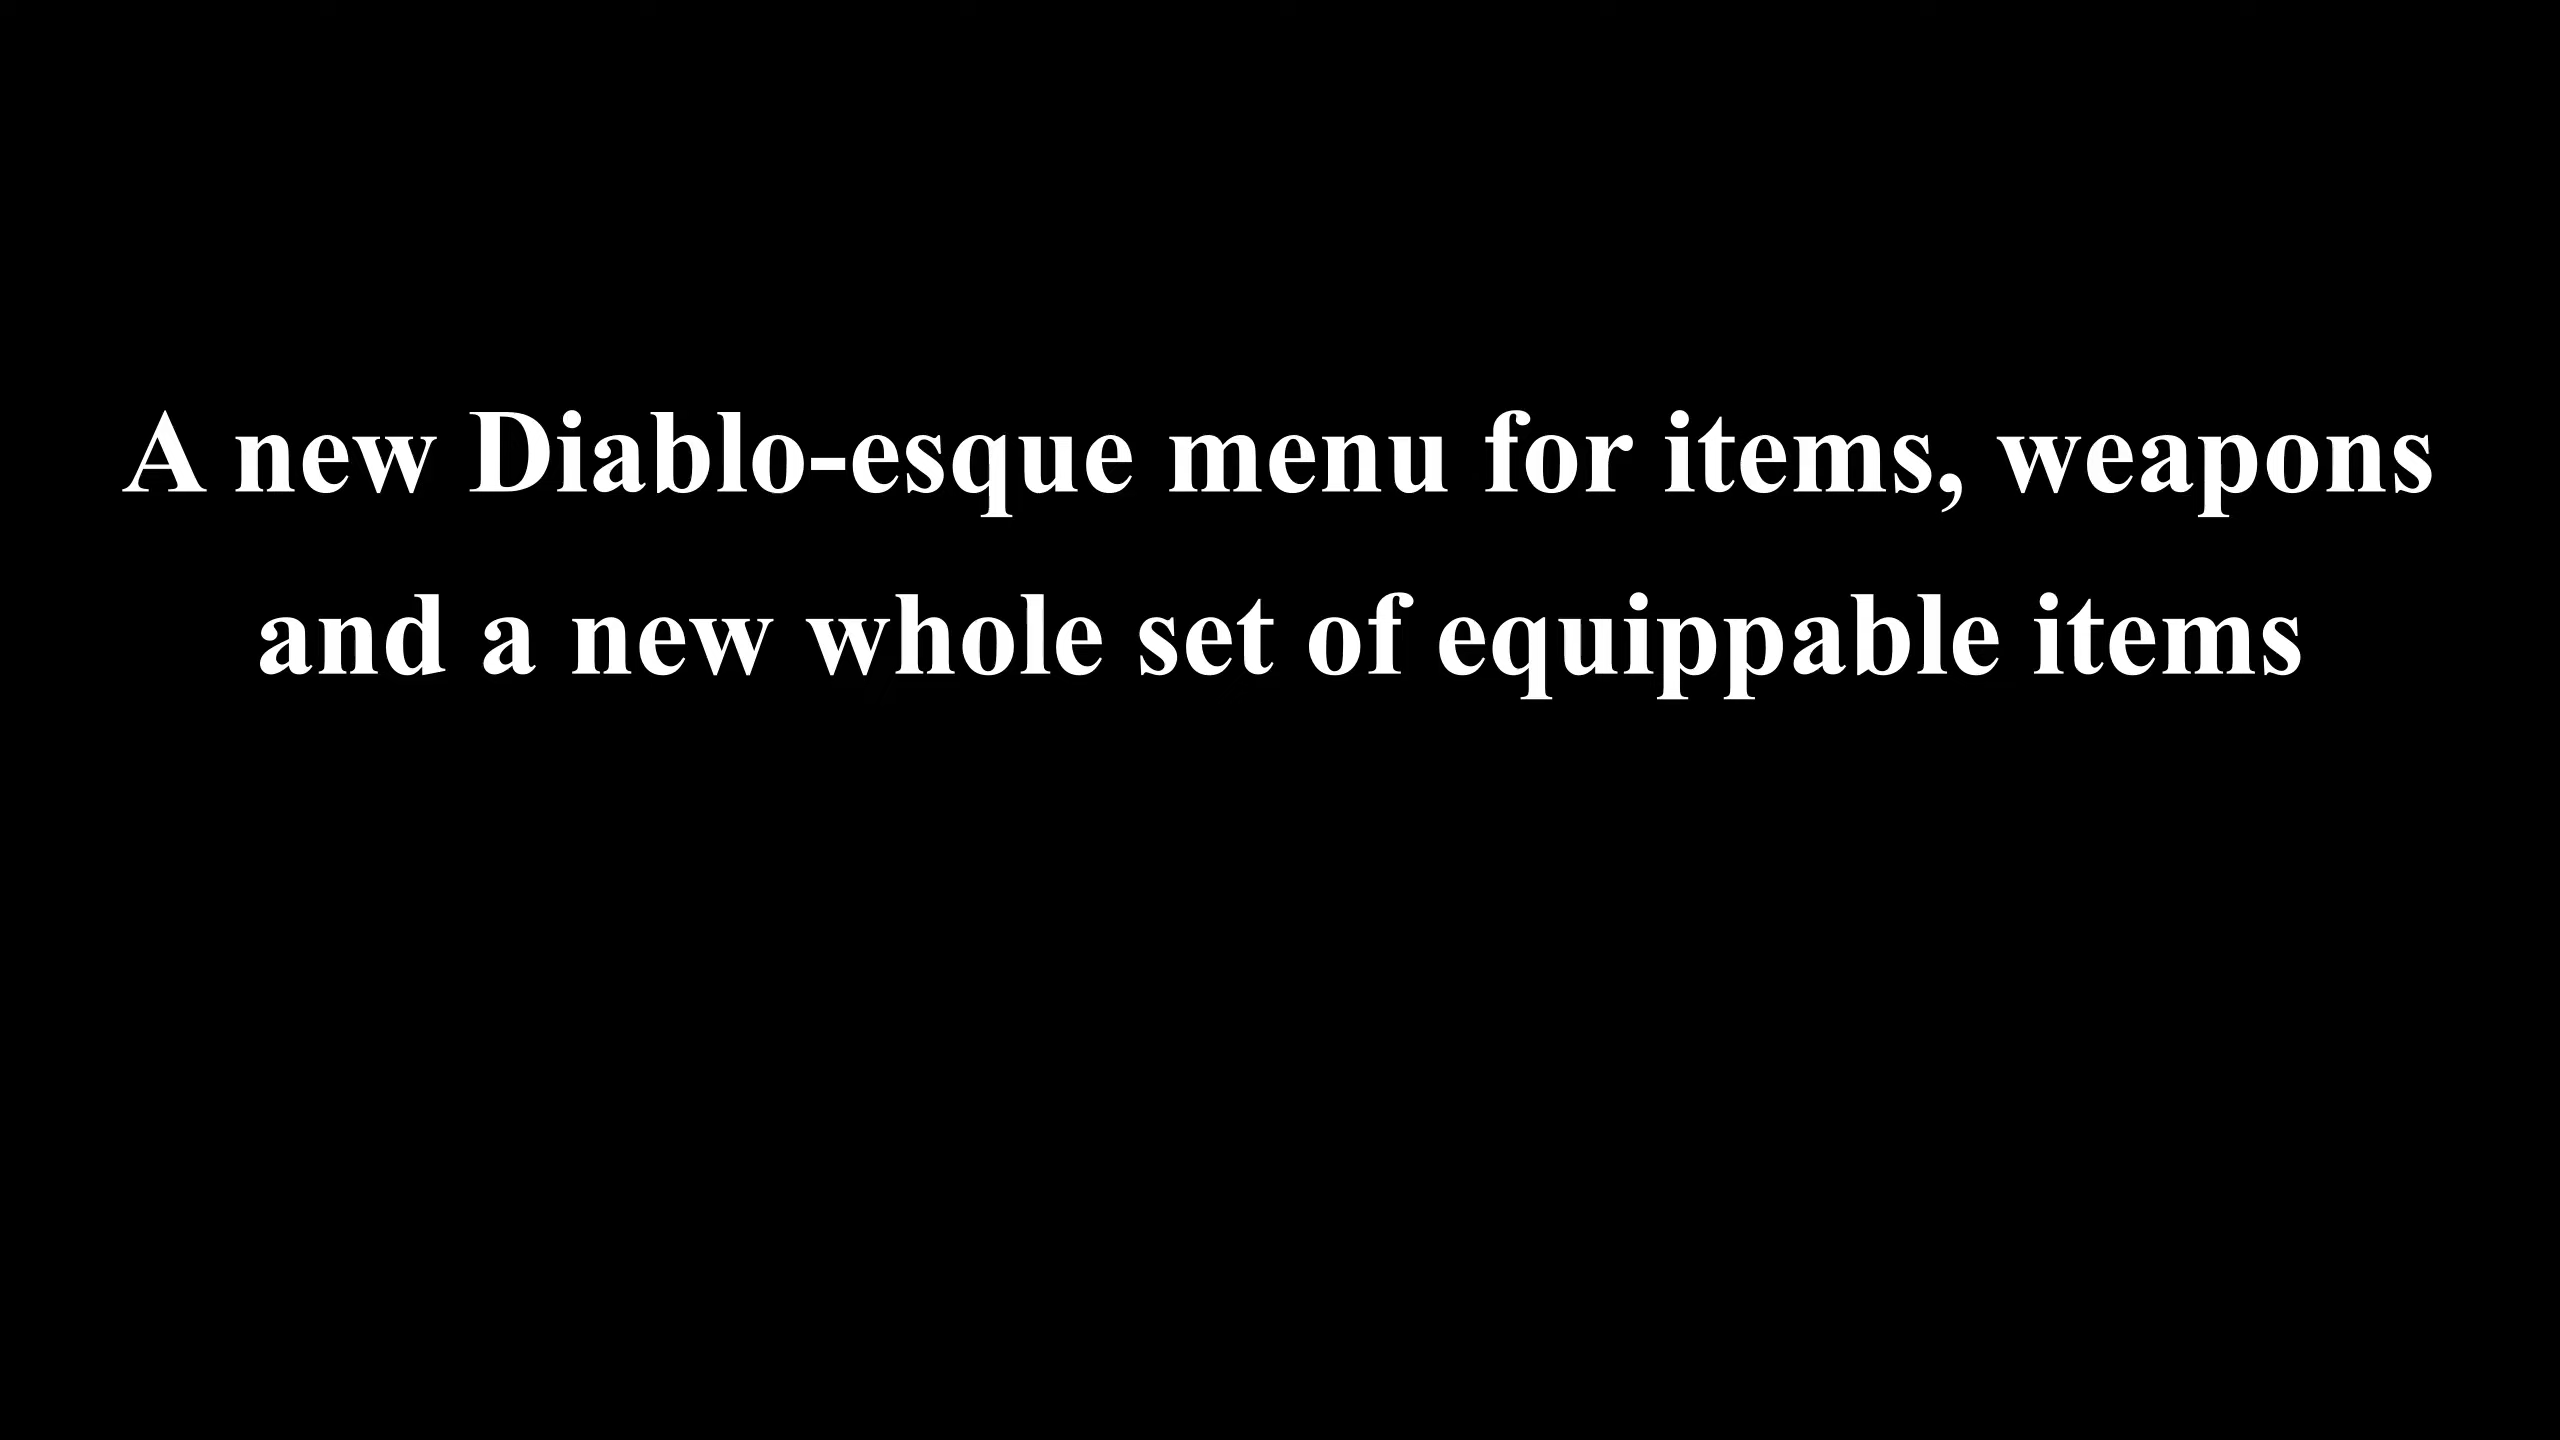 A new Diablo-esque menu for items, weapons
and a new whole set of equippable items